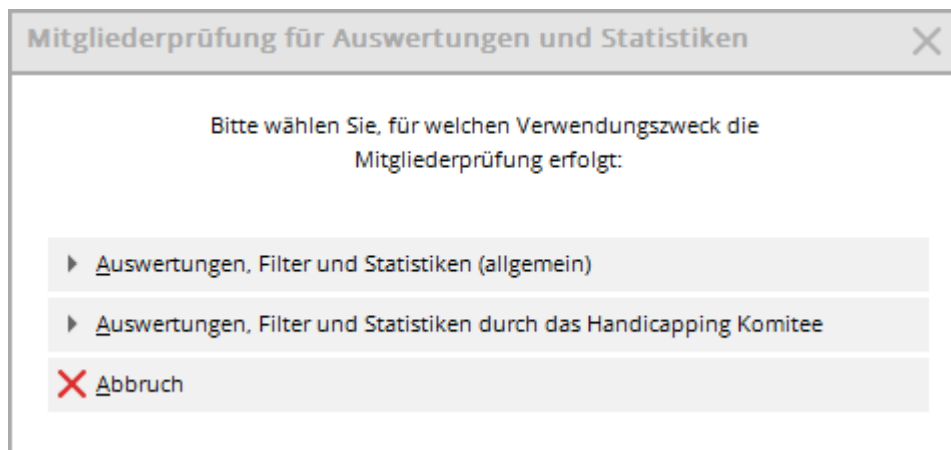 Mitgliederprüfung für Auswertungen und Statistiken
Bitte wählen Sie, für welchen Verwendungszweck die
Mitgliederprüfung erfolgt:
Auswertungen, Filter und Statistiken (allgemein)
Auswertungen, Filter und Statistiken durch das Handicapping Komitee
Abbruch